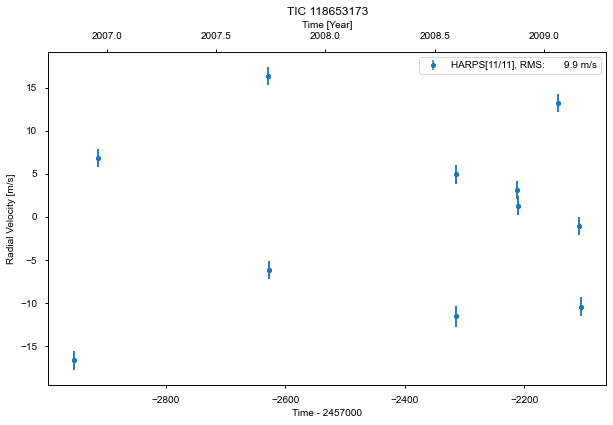 TIC 118653173
Time [Year]
2007.0 2007.5 2008.0 2008.5 2009.0
HARPS[11/11], RMS: 9.9 m/s
Radial Velocity [m/s]
15
10
5
0
−5
−10
−15
−2800 −2600 −2400 −2200
Time - 2457000